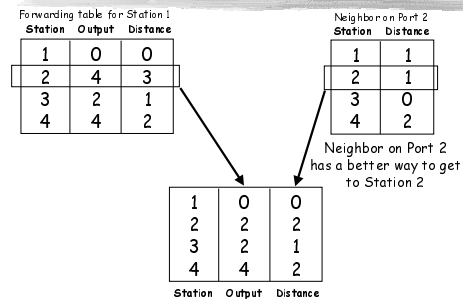 Forwarding table for Station 1
Station Output Distance
1 0 0
2 4 3
3 2 1
4 4 2
Neighbor on Port 2
Station Distance
1 1
2 1
3 0
4 2
Neighbor on Port 2
has a better way to get
to Station 2
1 0 0
2 2 2
3 2 1
4 4 2
Station Output Distance